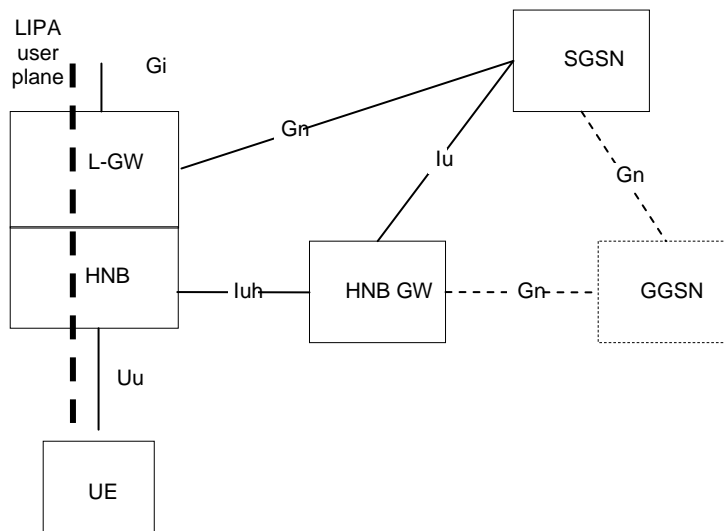 LIPA
user
plane
Gi
SGSN
Gn
L-GW
Iu
Gn
HNB
Iuh
HNB GW
Gn
GGSN
Uu
UE